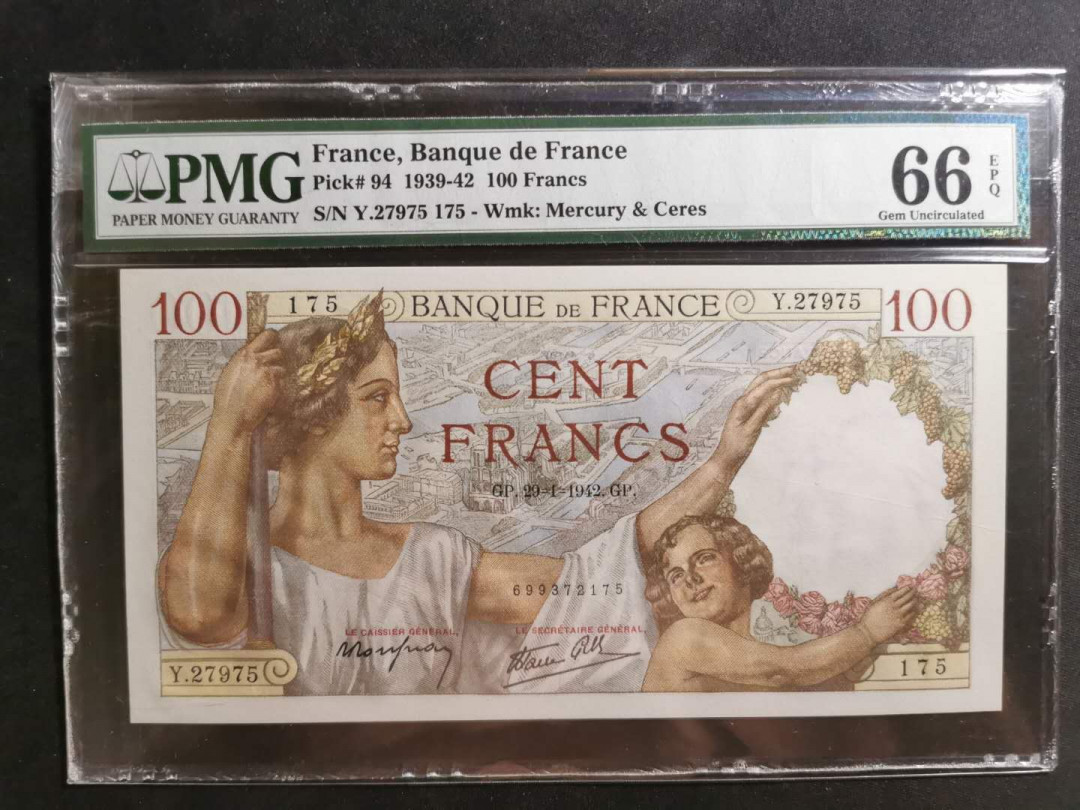 PMG
PAPER MONEY GUARANTY
France, Banque de France
Pick# 94 1939-42 100 Francs
S/N Y.27975 175 - Wmk: Mercury & Ceres
66
EPQ
Gem Uncirculated
100 175 BANQUE DE FRANCE Y.27975 100
CENT
FRANCS
GP. 29-1-1942. GP.
699372175
LE CAISSIER GÉNÉRAL,
LE SECRÉTAIRE GÉNÉRAL,
Y.27975
175